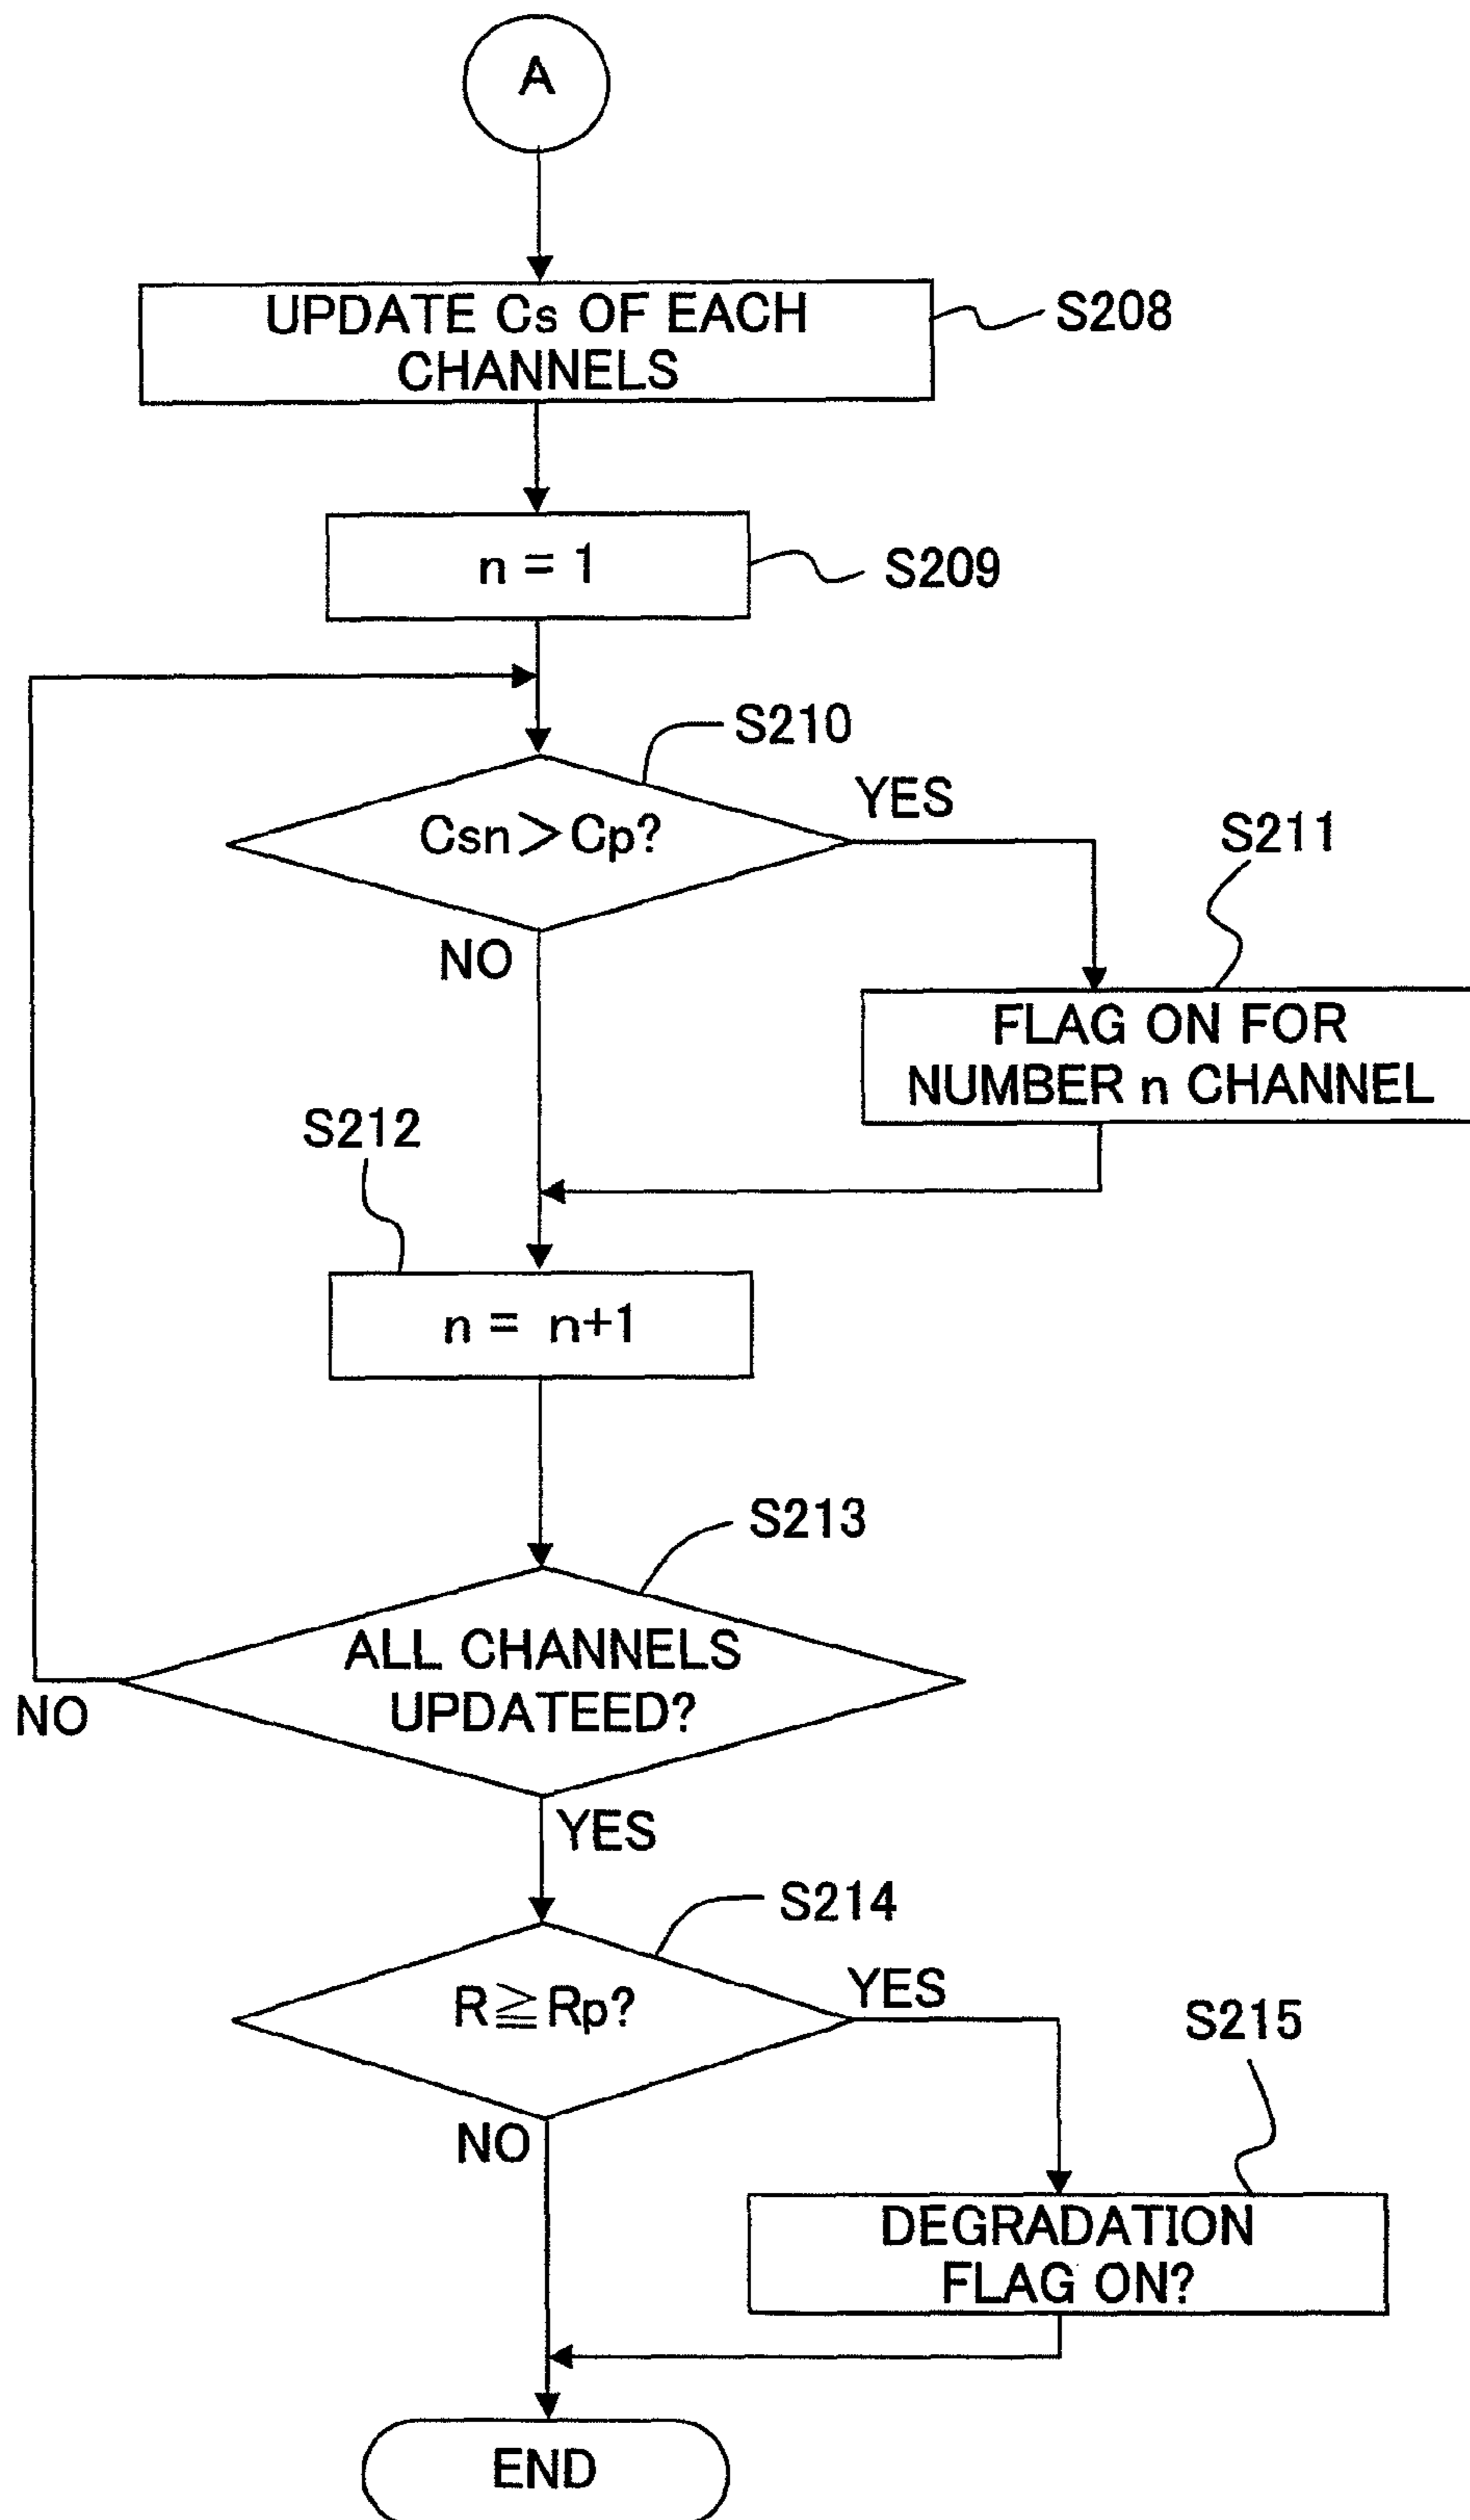 A
UPDATE Cs OF EACH
CHANNELS
S208
n = 1
S209
S210
Csn > Cp?
YES
NO
S211
FLAG ON FOR
NUMBER n CHANNEL
S212
n = n+1
S213
ALL CHANNELS
UPDATEED?
NO
YES
S214
R≧Rp?
YES
NO
S215
DEGRADATION
FLAG ON?
END